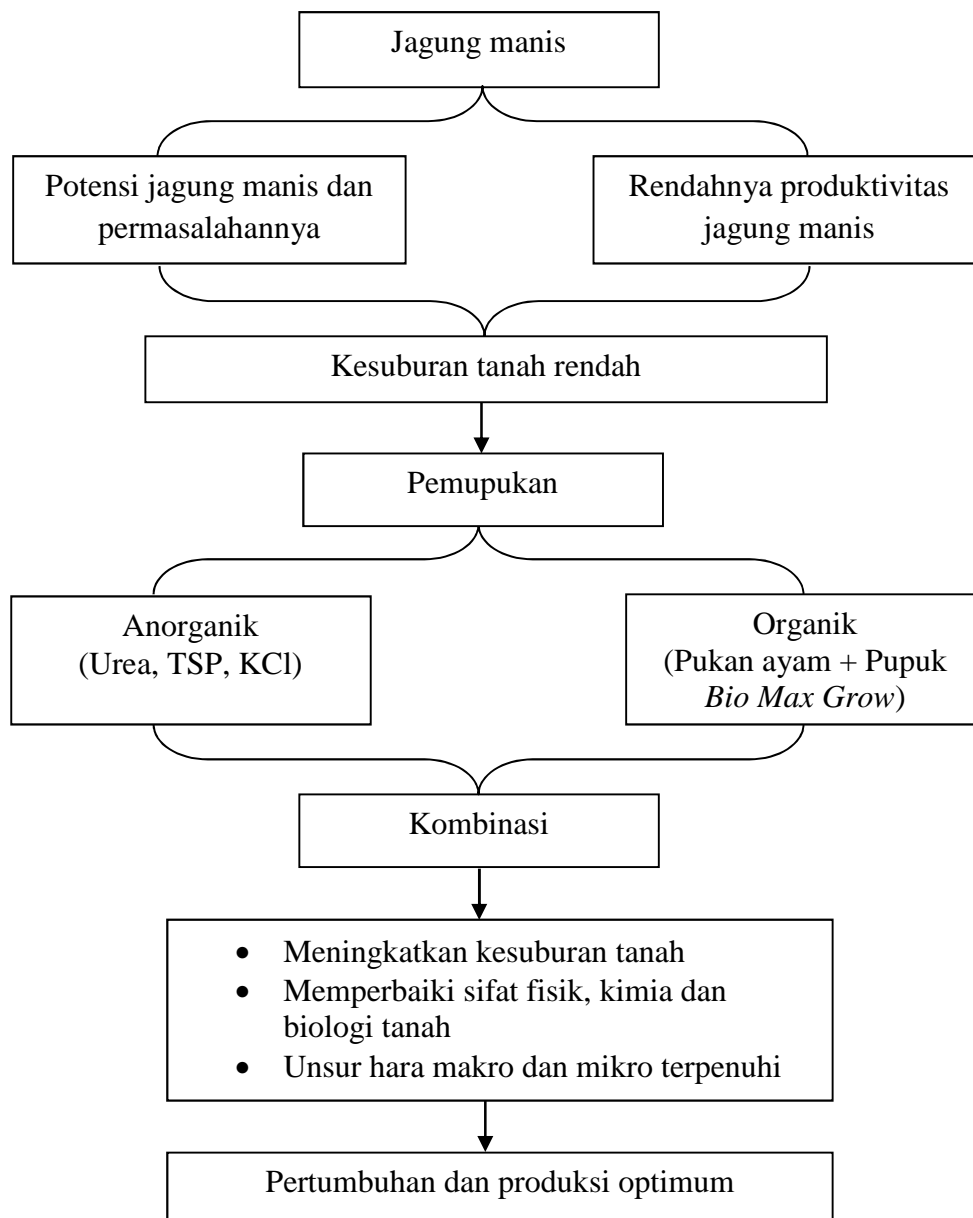 Jagung manis
Potensi jagung manis dan
permasalahannya
Rendahnya produktivitas
jagung manis
Kesuburan tanah rendah
Pemupukan
Anorganik
(Urea, TSP, KCl)
Organik
(Pukan ayam + Pupuk
Bio Max Grow)
Kombinasi
• Meningkatkan kesuburan tanah
• Memperbaiki sifat fisik, kimia dan
biologi tanah
• Unsur hara makro dan mikro terpenuhi
Pertumbuhan dan produksi optimum